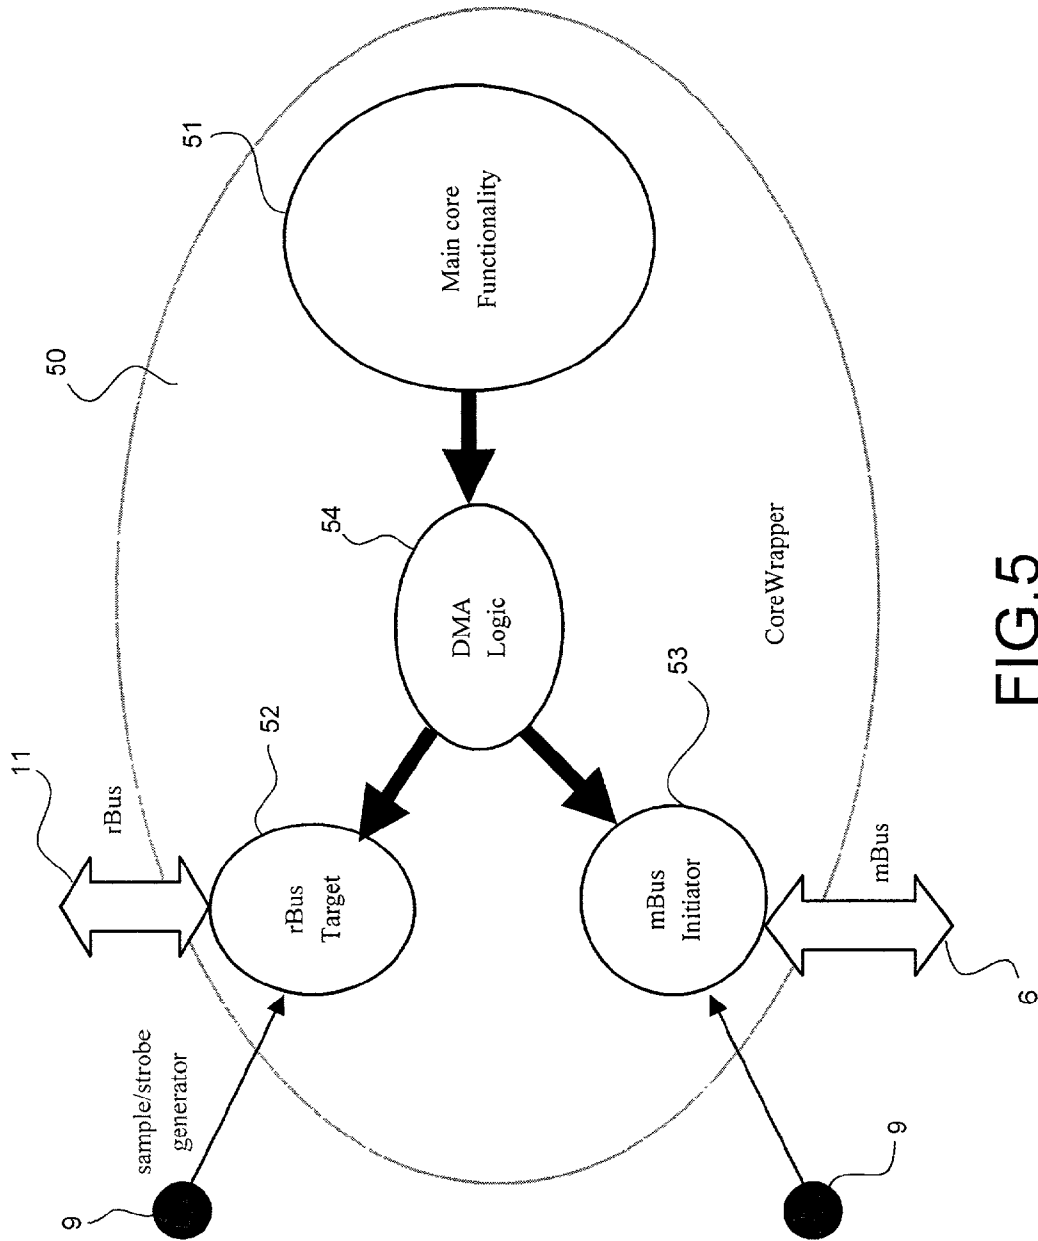 9
sample/strobe
generator
11
rBus
52
rBus
Target
54
DMA
Logic
50
51
Main core
Functionality
53
mBus
Initiator
CoreWrapper
mBus
6
9
FIG.5